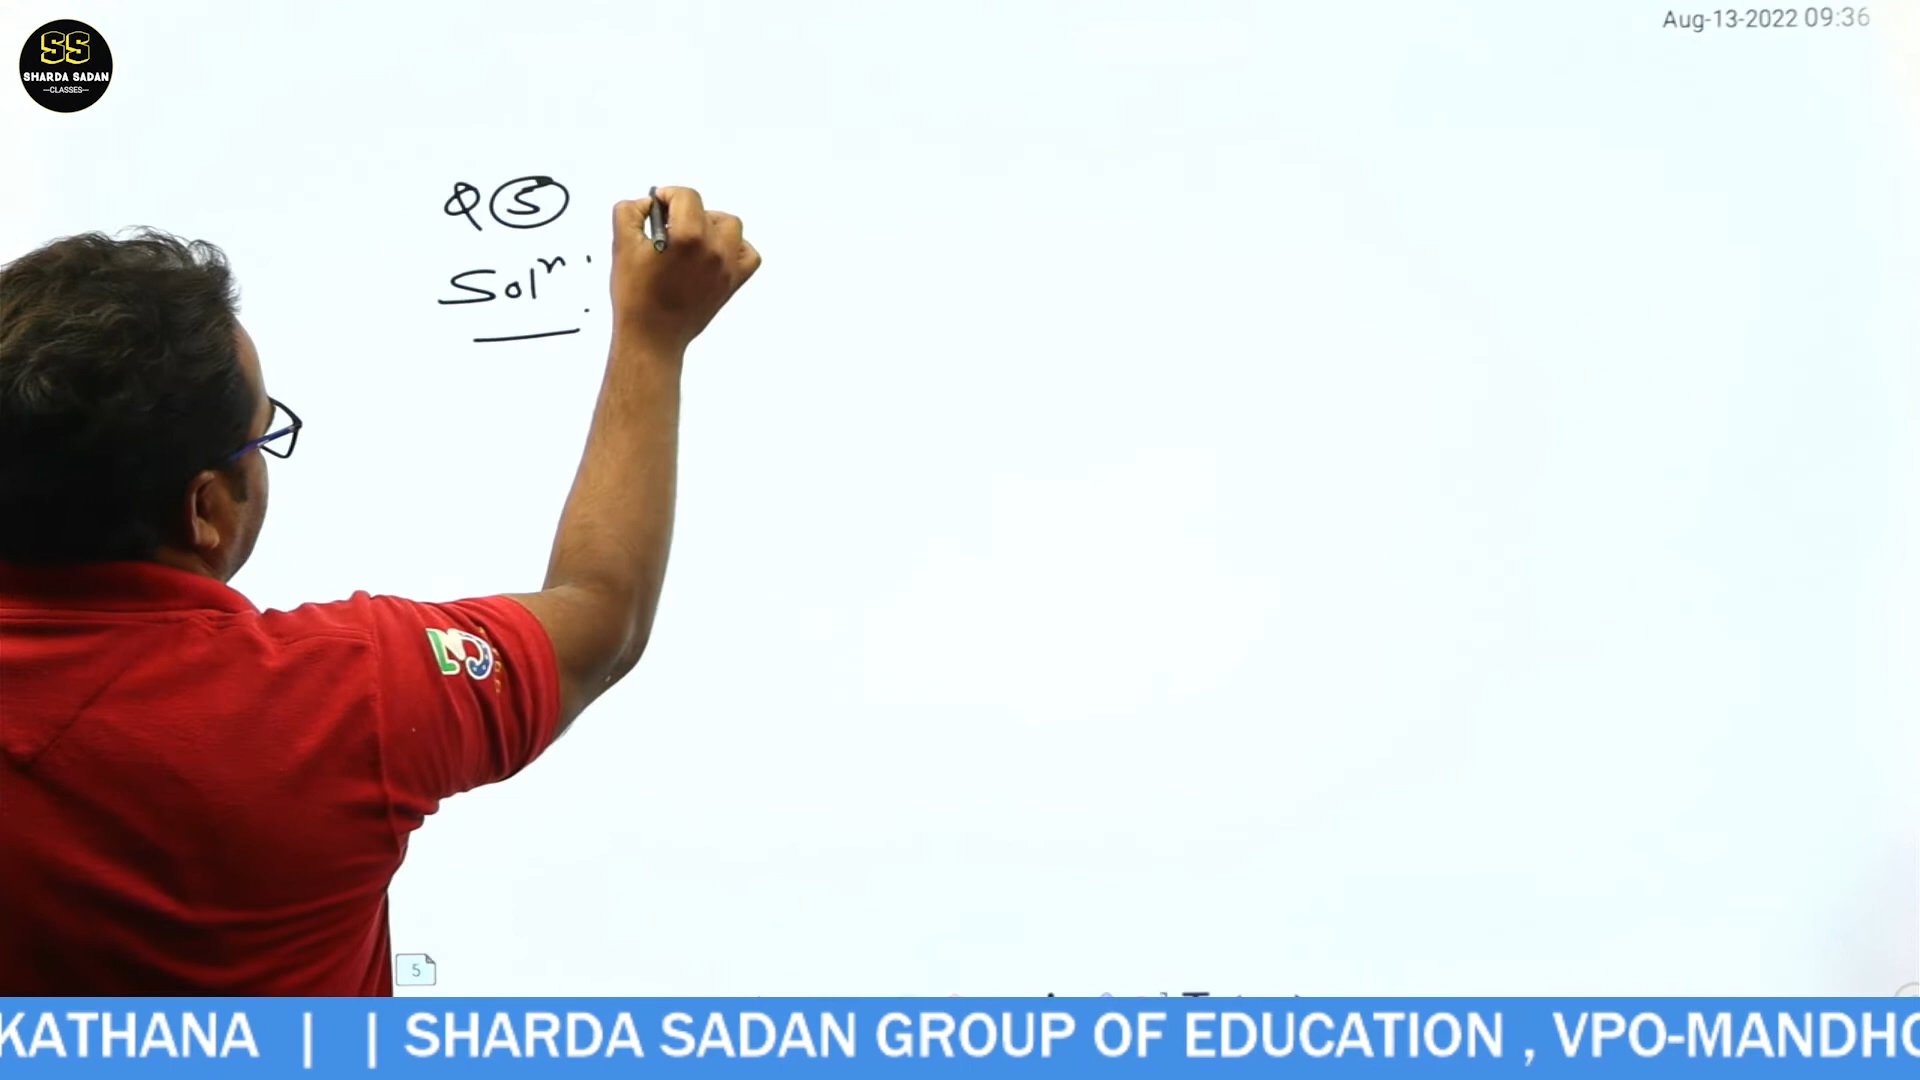 Aug-13-2022 09:36
SS
SHARDA SADAN
---CLASSES---
Q 5
Solⁿ:
5
KATHANA | | SHARDA SADAN GROUP OF EDUCATION , VPO-MANDHO